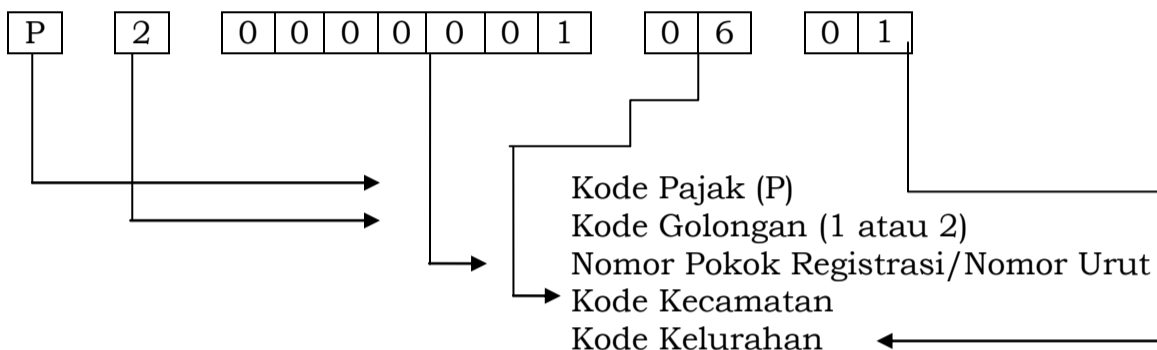 P 2 0 0 0 0 0 0 1 0 6 0 1
Kode Pajak (P)
Kode Golongan (1 atau 2)
Nomor Pokok Registrasi/Nomor Urut
Kode Kecamatan
Kode Kelurahan